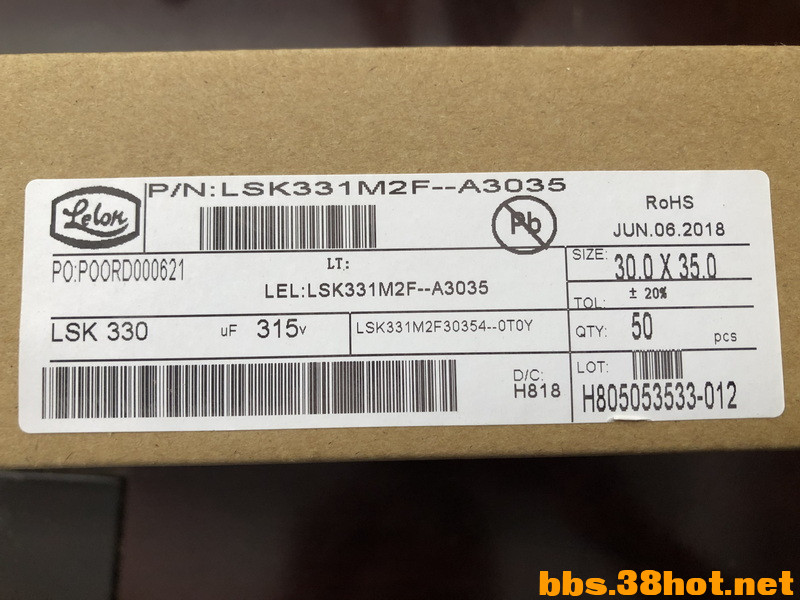 Lelon
P/N:LSK331M2F--A3035
Pb
RoHS
JUN.06.2018
PO:POORD000621
LT.:
LEL:LSK331M2F--A3035
SIZE: 30.0 X 35.0
TOL: ± 20%
LSK 330 uF 315v
LSK331M2F30354--0T0Y
QTY: 50 pcs
D/C:
H818
LOT:
H805053533-012
bbs.38hot.net